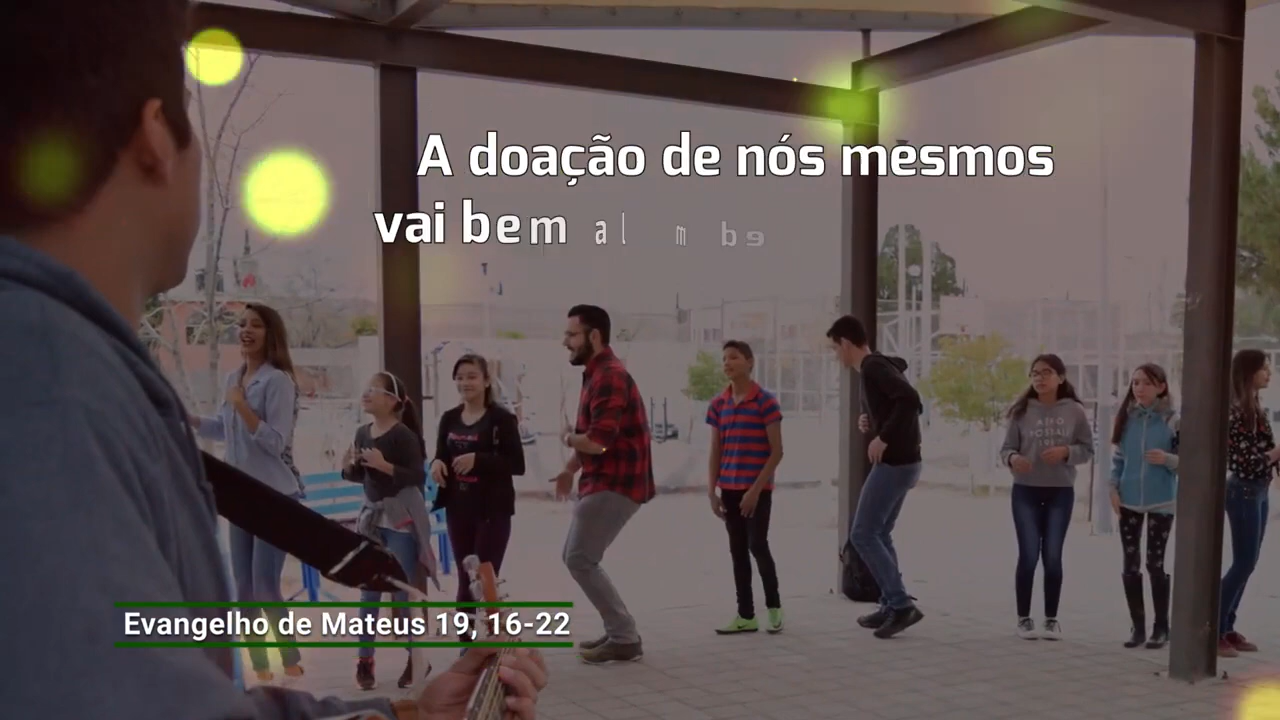 A doação de nós mesmos
vai bem
Evangelho de Mateus 19, 16-22